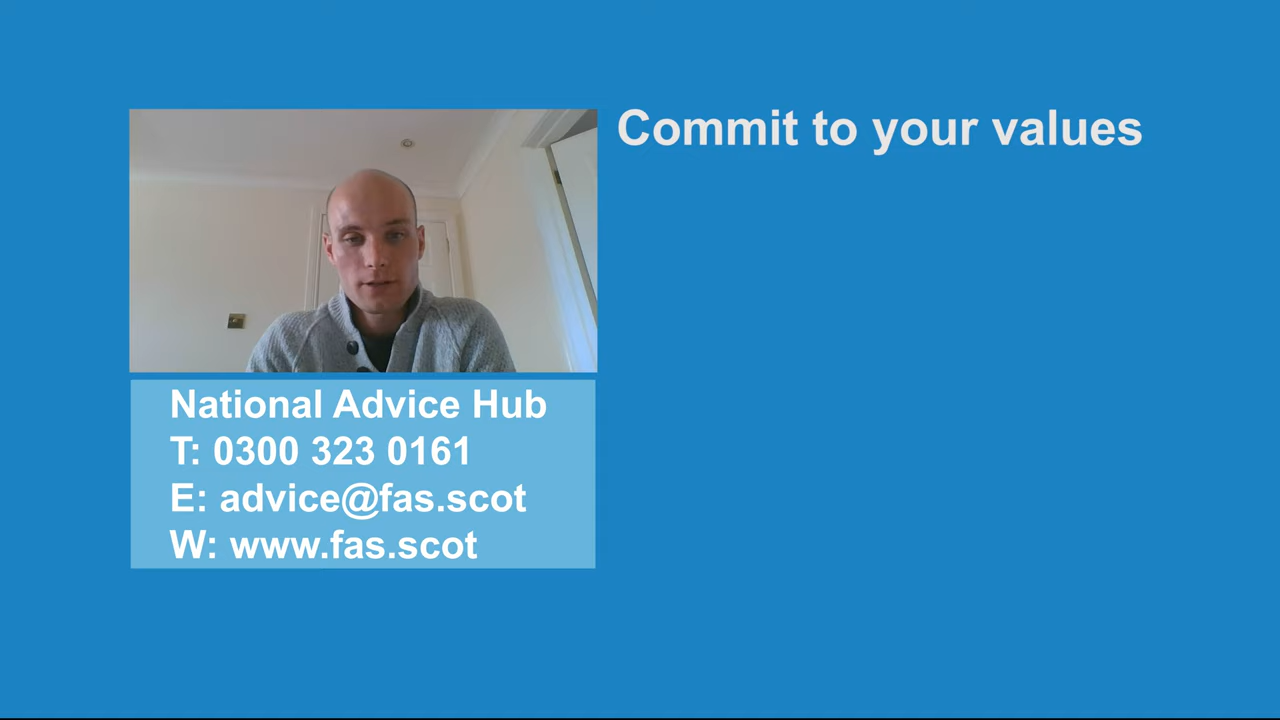 Commit to your values
National Advice Hub
T: 0300 323 0161
E: advice@fas.scot
W: www.fas.scot